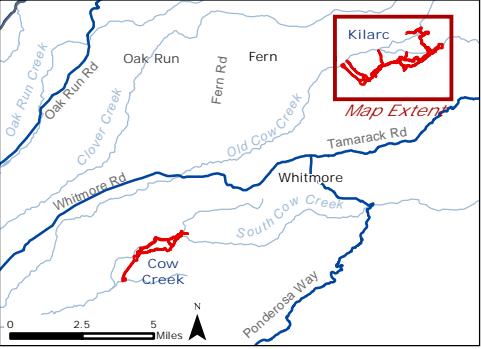 Kilarc
Oak Run
Fern
Oak Run Creek
Oak Run Rd
Fern Rd
Clover Creek
Map Extent
Old Cow Creek
Tamarack Rd
Whitmore
Whitmore Rd
South Cow Creek
Cow
Creek
Ponderosa Way
N
0 2.5 5
Miles